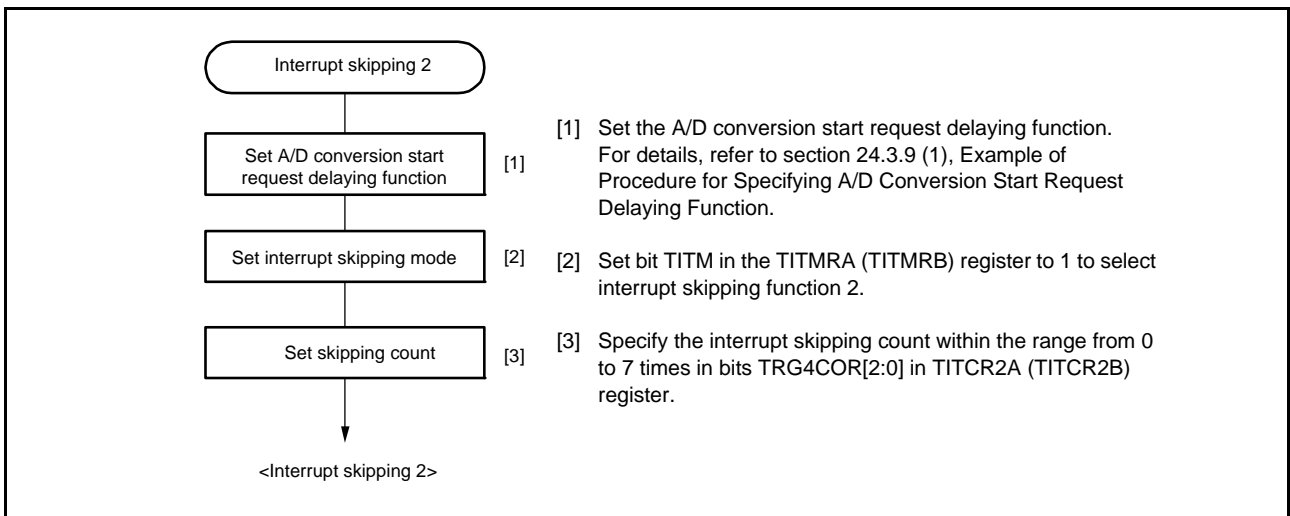 Interrupt skipping 2
Set A/D conversion start
request delaying function
[1]
Set interrupt skipping mode
[2]
Set skipping count
[3]
<Interrupt skipping 2>
[1] Set the A/D conversion start request delaying function.
For details, refer to section 24.3.9 (1), Example of
Procedure for Specifying A/D Conversion Start Request
Delaying Function.
[2] Set bit TITM in the TITMRA (TITMRB) register to 1 to select
interrupt skipping function 2.
[3] Specify the interrupt skipping count within the range from 0
to 7 times in bits TRG4COR[2:0] in TITCR2A (TITCR2B)
register.